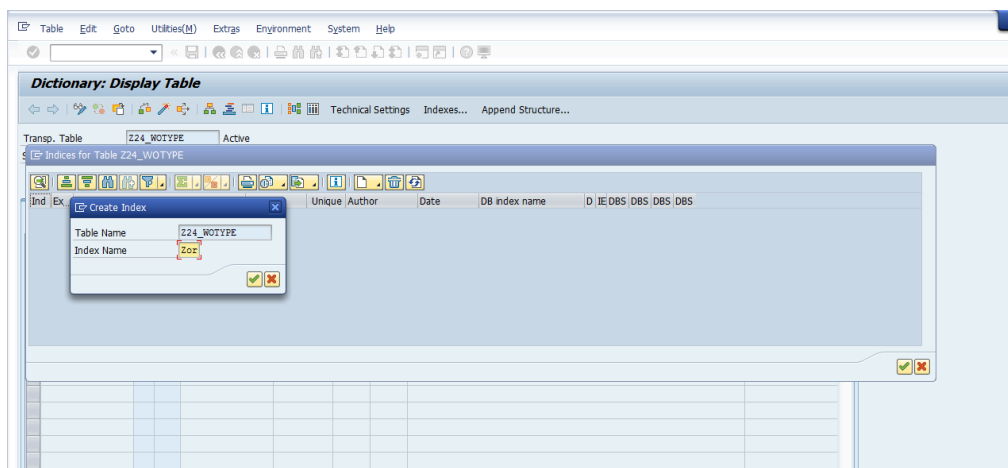 Table Edit Goto Utilities(M) Extras Environment System Help
Dictionary: Display Table
Technical Settings Indexes... Append Structure...
Transp. Table Z24_WOTYPE Active
Indices for Table Z24_WOTYPE
Ind Ex Unique Author Date DB index name D IE DBS DBS DBS DBS
Create Index
Table Name Z24_WOTYPE
Index Name Zor